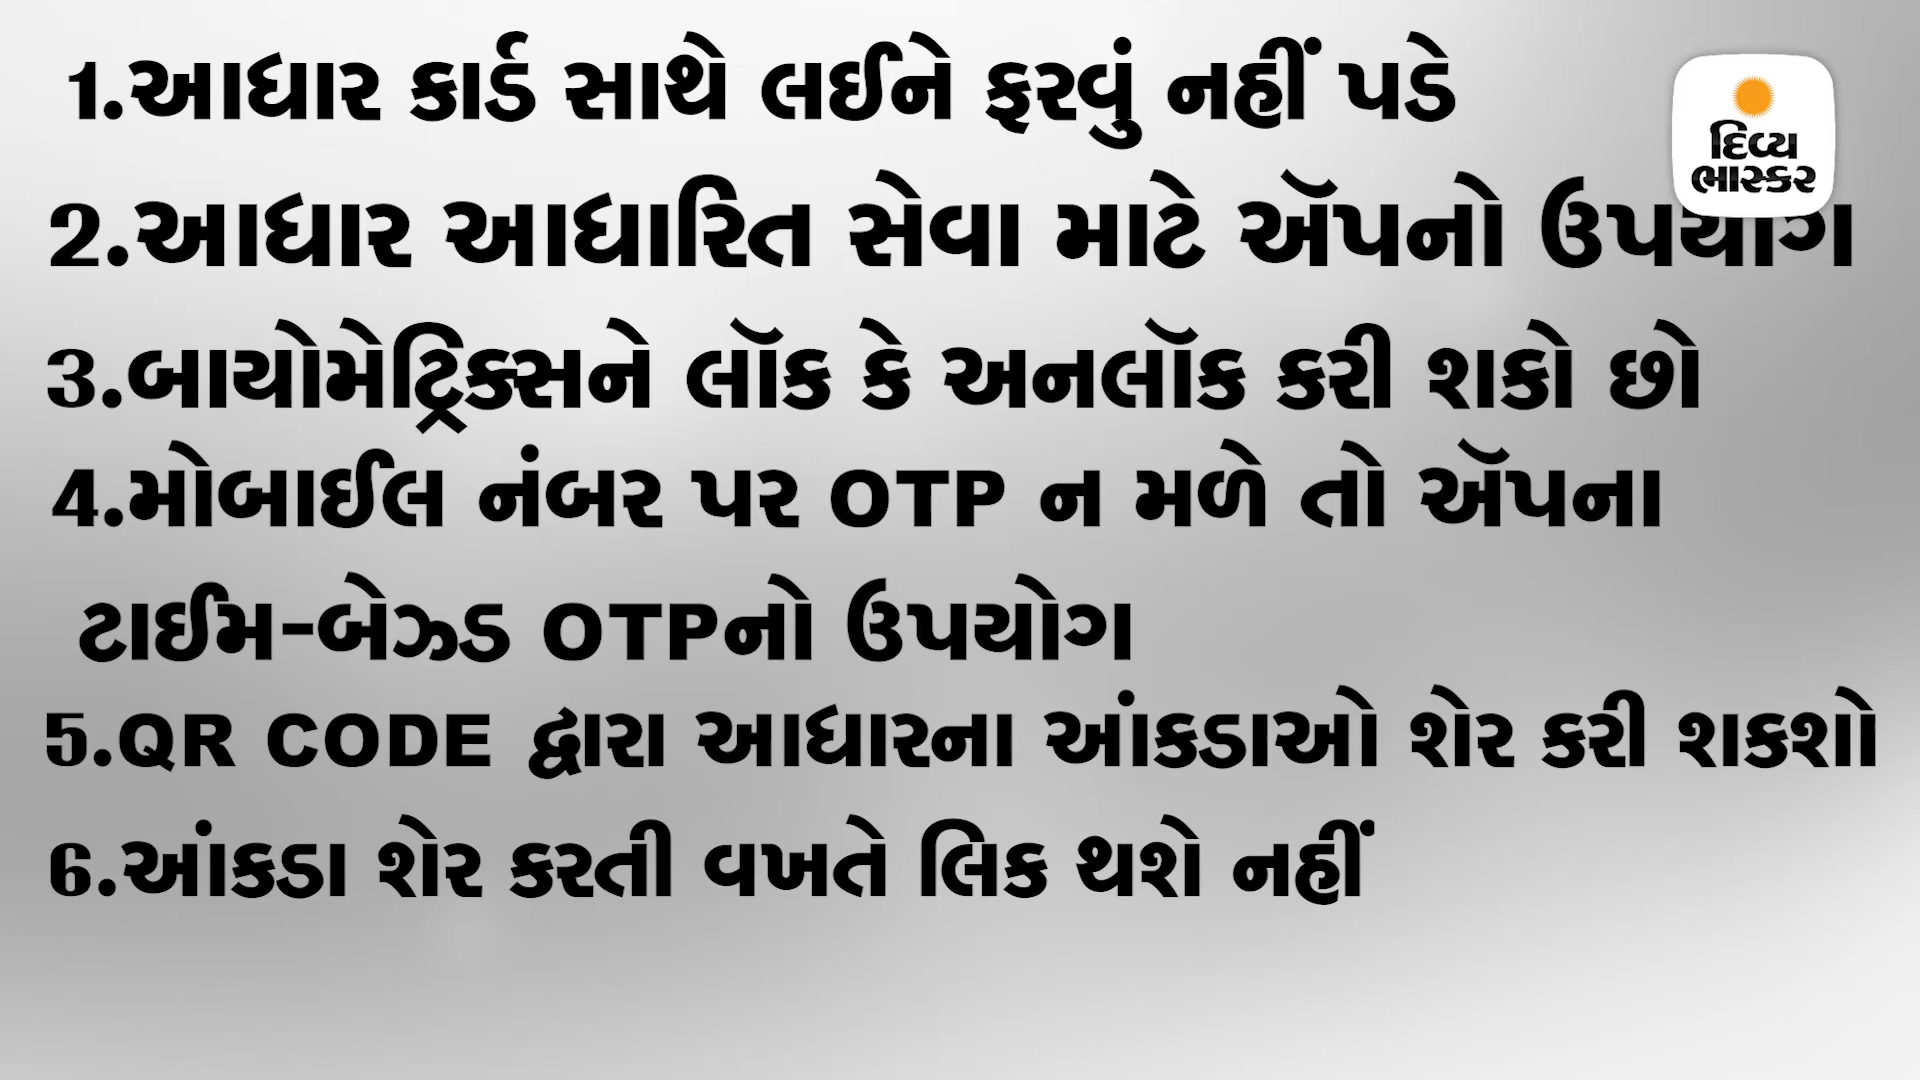 1.આધાર કાર્ડ સાથે લઈને ફરવું નહીં પડે
દિવ્ય
ભાસ્કર
2.આધાર આધારિત સેવા માટે ઍપનો ઉપયોગ
3.બાયોમેટ્રિક્સને લૉક કે અનલૉક કરી શકો છો
4.મોબાઈલ નંબર પર OTP ન મળે તો ઍપના
ટાઈમ-બેઝ્ડ OTPનો ઉપયોગ
5.QR CODE દ્વારા આધારના આંકડાઓ શેર કરી શકશો
6.આંકડા શેર કરતી વખતે લિક થશે નહીં